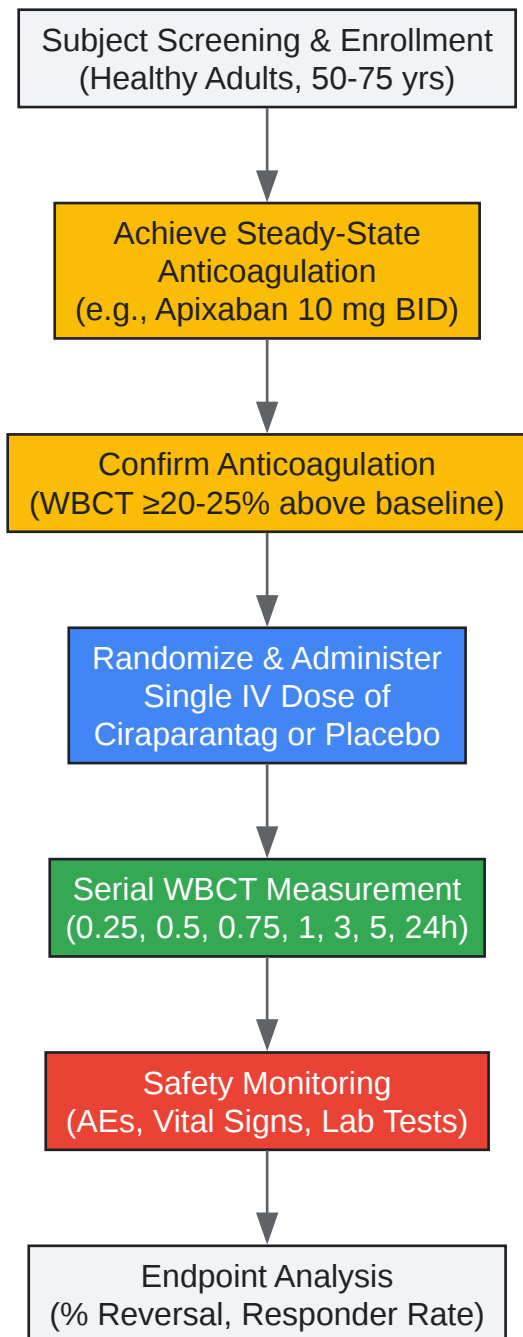 Subject Screening & Enrollment
(Healthy Adults, 50-75 yrs)
Achieve Steady-State
Anticoagulation
(e.g., Apixaban 10 mg BID)
Confirm Anticoagulation
(WBCT ≥20-25% above baseline)
Randomize & Administer
Single IV Dose of
Ciraparantag or Placebo
Serial WBCT Measurement
(0.25, 0.5, 0.75, 1, 3, 5, 24h)
Safety Monitoring
(AEs, Vital Signs, Lab Tests)
Endpoint Analysis
(% Reversal, Responder Rate)